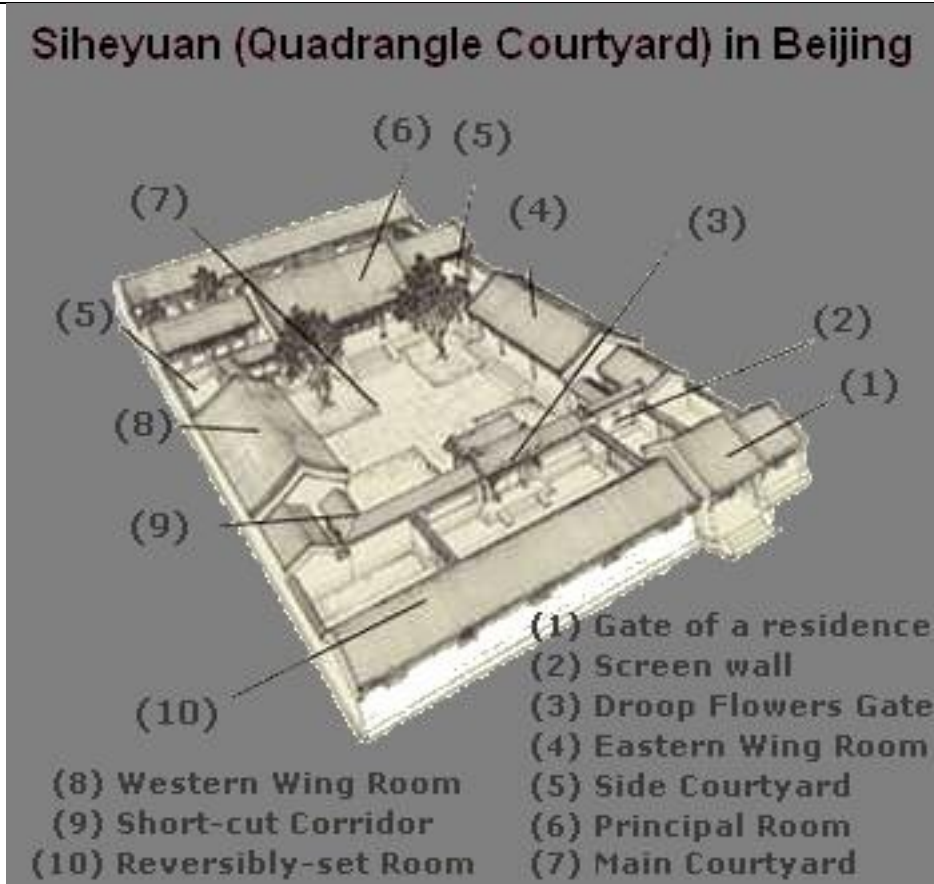 Siheyuan (Quadrangle Courtyard) in Beijing
(6) (5)
(7)
(4)
(3)
(5)
(2)
(1)
(8)
(9)
(10)
(1) Gate of a residence
(2) Screen wall
(3) Droop Flowers Gate
(4) Eastern Wing Room
(5) Side Courtyard
(6) Principal Room
(7) Main Courtyard
(8) Western Wing Room
(9) Short-cut Corridor
(10) Reversibly-set Room